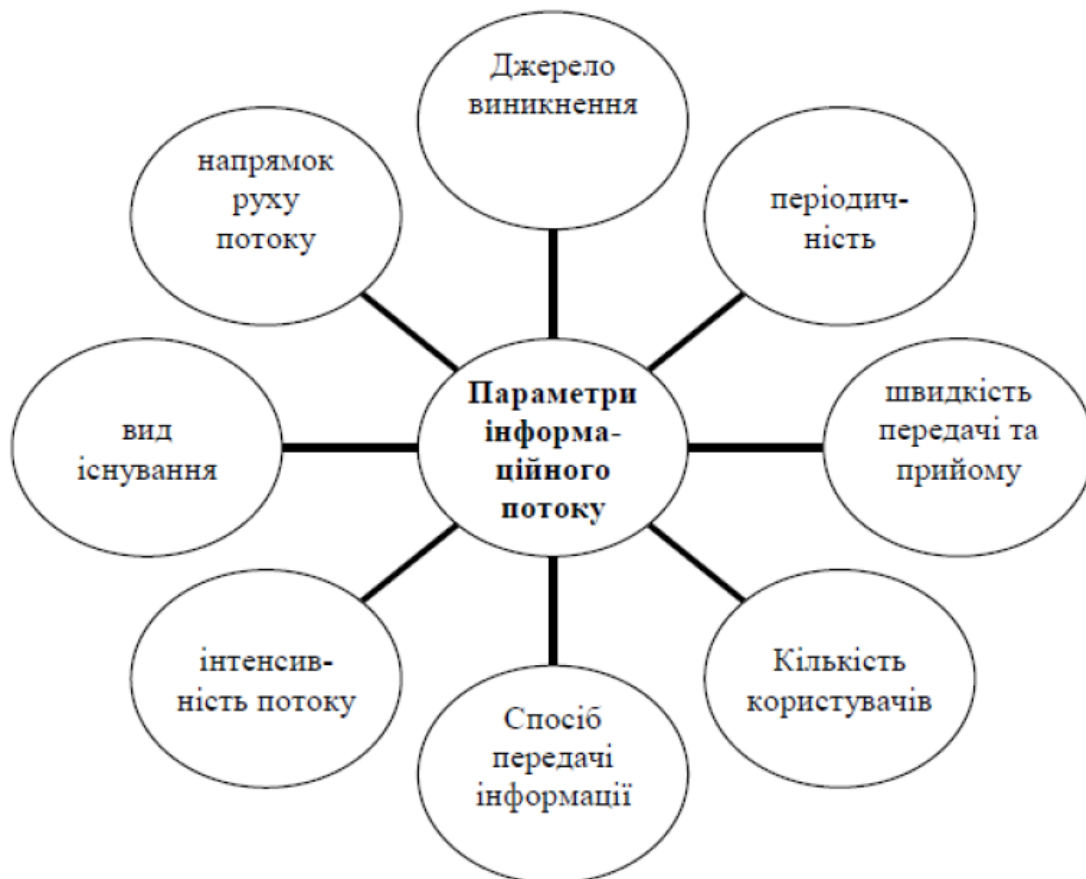 Джерело
виникнення
напрямок
руху
потоку
періодич-
ність
вид
існування
Параметри
інформа-
ційного
потоку
швидкість
передачі та
прийому
інтенсив-
ність потоку
Спосіб
передачі
інформації
Кількість
користувачів